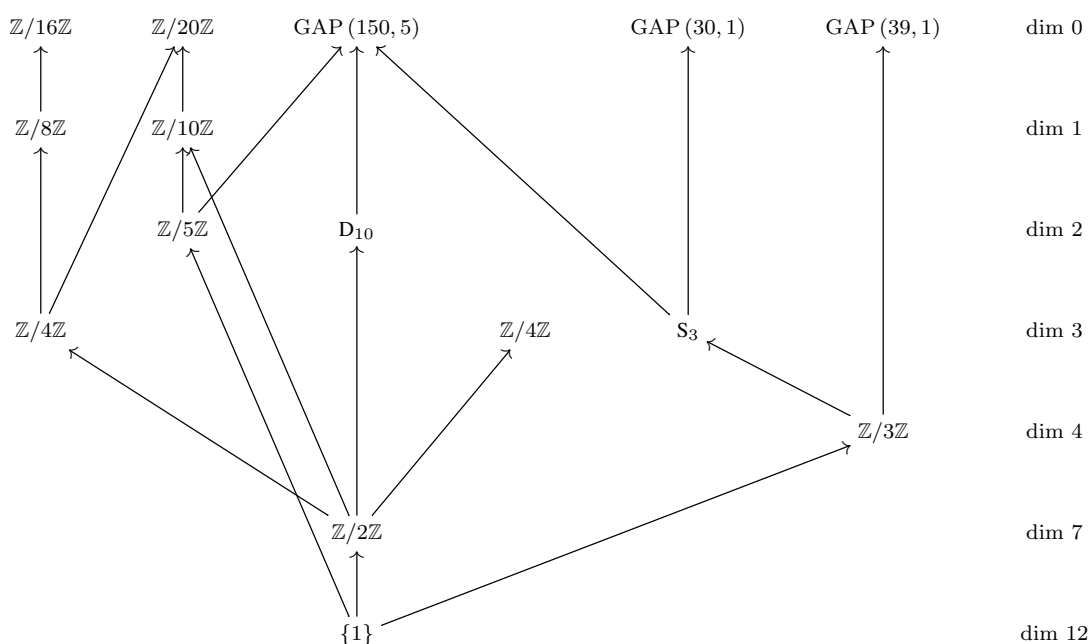 ℤ/16ℤ ℤ/20ℤ GAP (150, 5) GAP (30, 1) GAP (39, 1) dim 0
ℤ/8ℤ ℤ/10ℤ dim 1
ℤ/5ℤ D₁₀ dim 2
ℤ/4ℤ ℤ/4ℤ S₃ dim 3
ℤ/3ℤ dim 4
ℤ/2ℤ dim 7
{1} dim 12